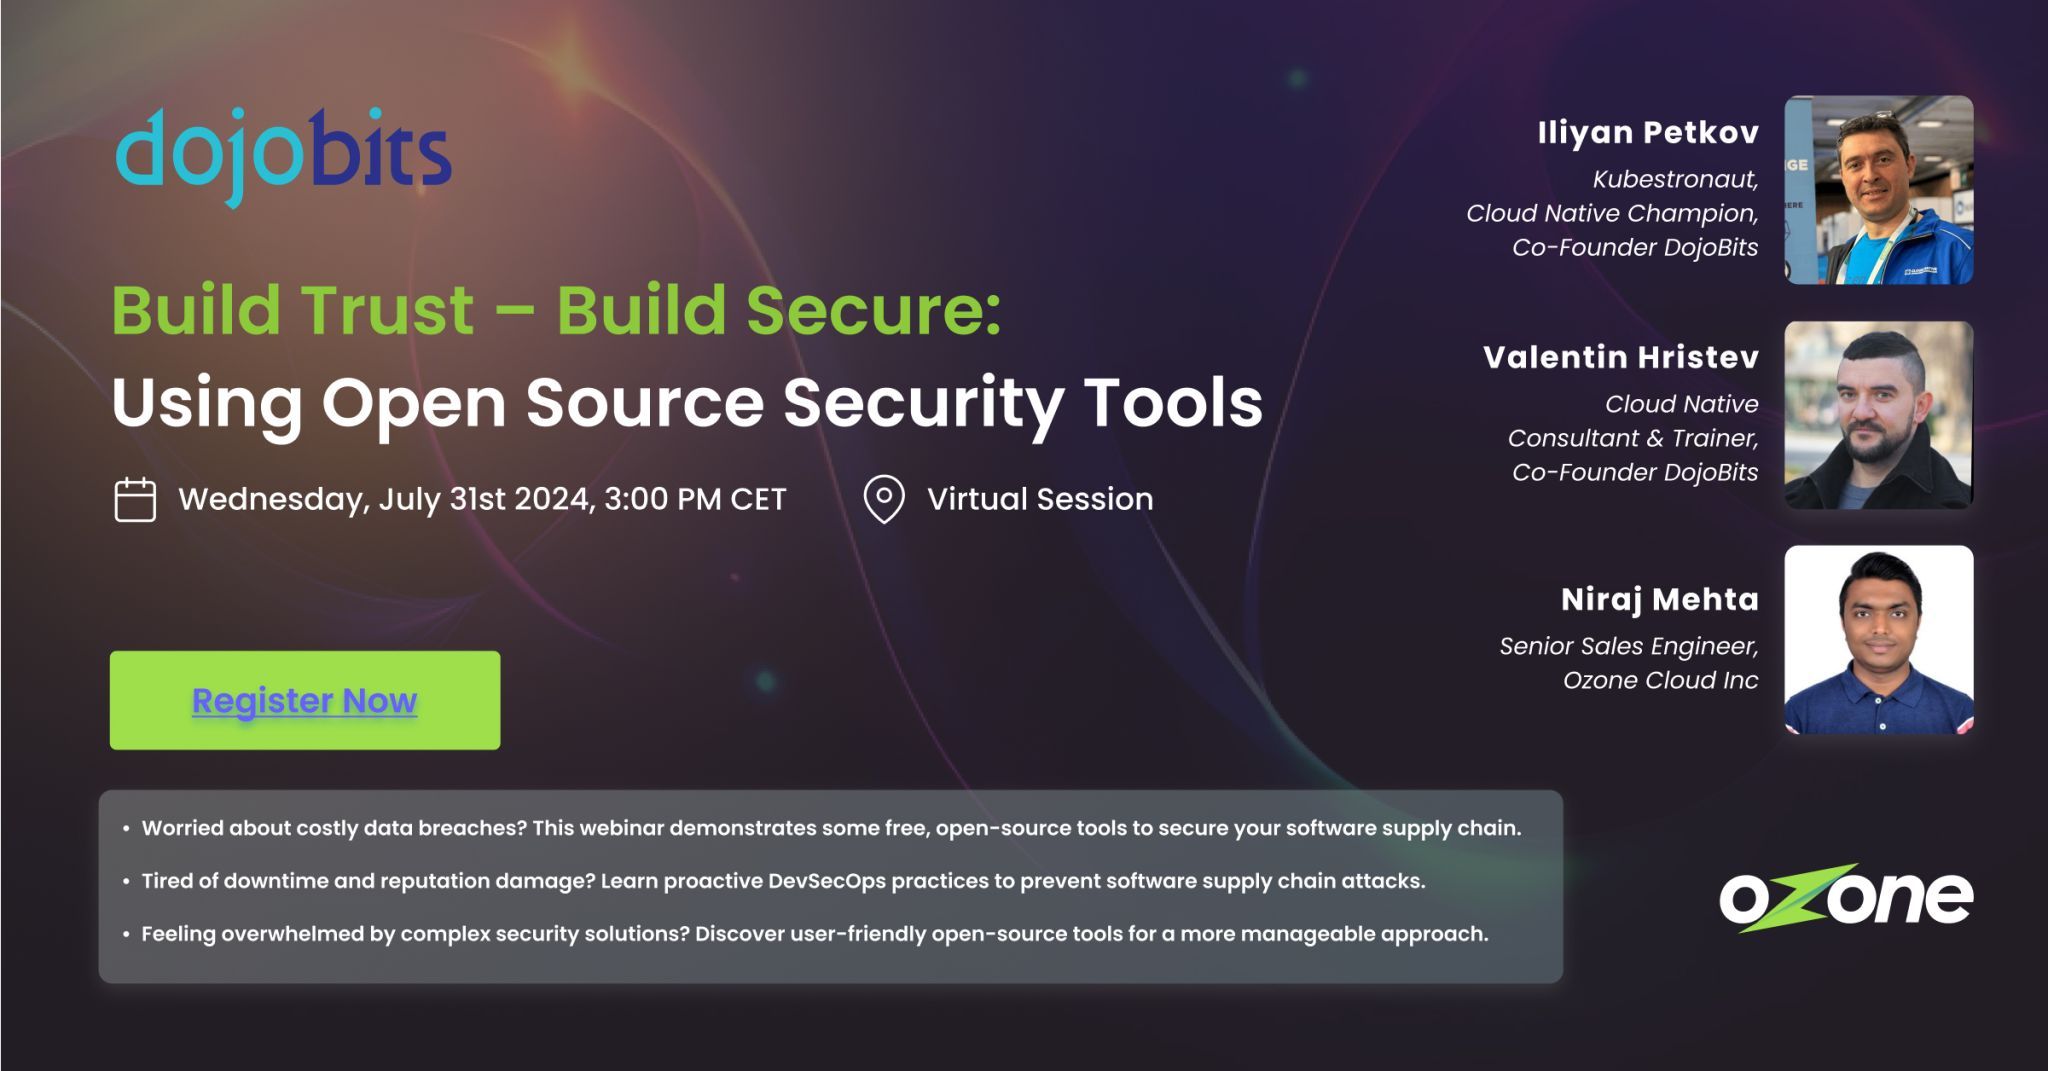 dojobits
Build Trust – Build Secure:
Using Open Source Security Tools
Wednesday, July 31st 2024, 3:00 PM CET
Virtual Session
Register Now
• Worried about costly data breaches? This webinar demonstrates some free, open-source tools to secure your software supply chain.
• Tired of downtime and reputation damage? Learn proactive DevSecOps practices to prevent software supply chain attacks.
• Feeling overwhelmed by complex security solutions? Discover user-friendly open-source tools for a more manageable approach.
Iliyan Petkov
Kubestronaut,
Cloud Native Champion,
Co-Founder DojoBits
Valentin Hristev
Cloud Native
Consultant & Trainer,
Co-Founder DojoBits
Niraj Mehta
Senior Sales Engineer,
Ozone Cloud Inc
ozone